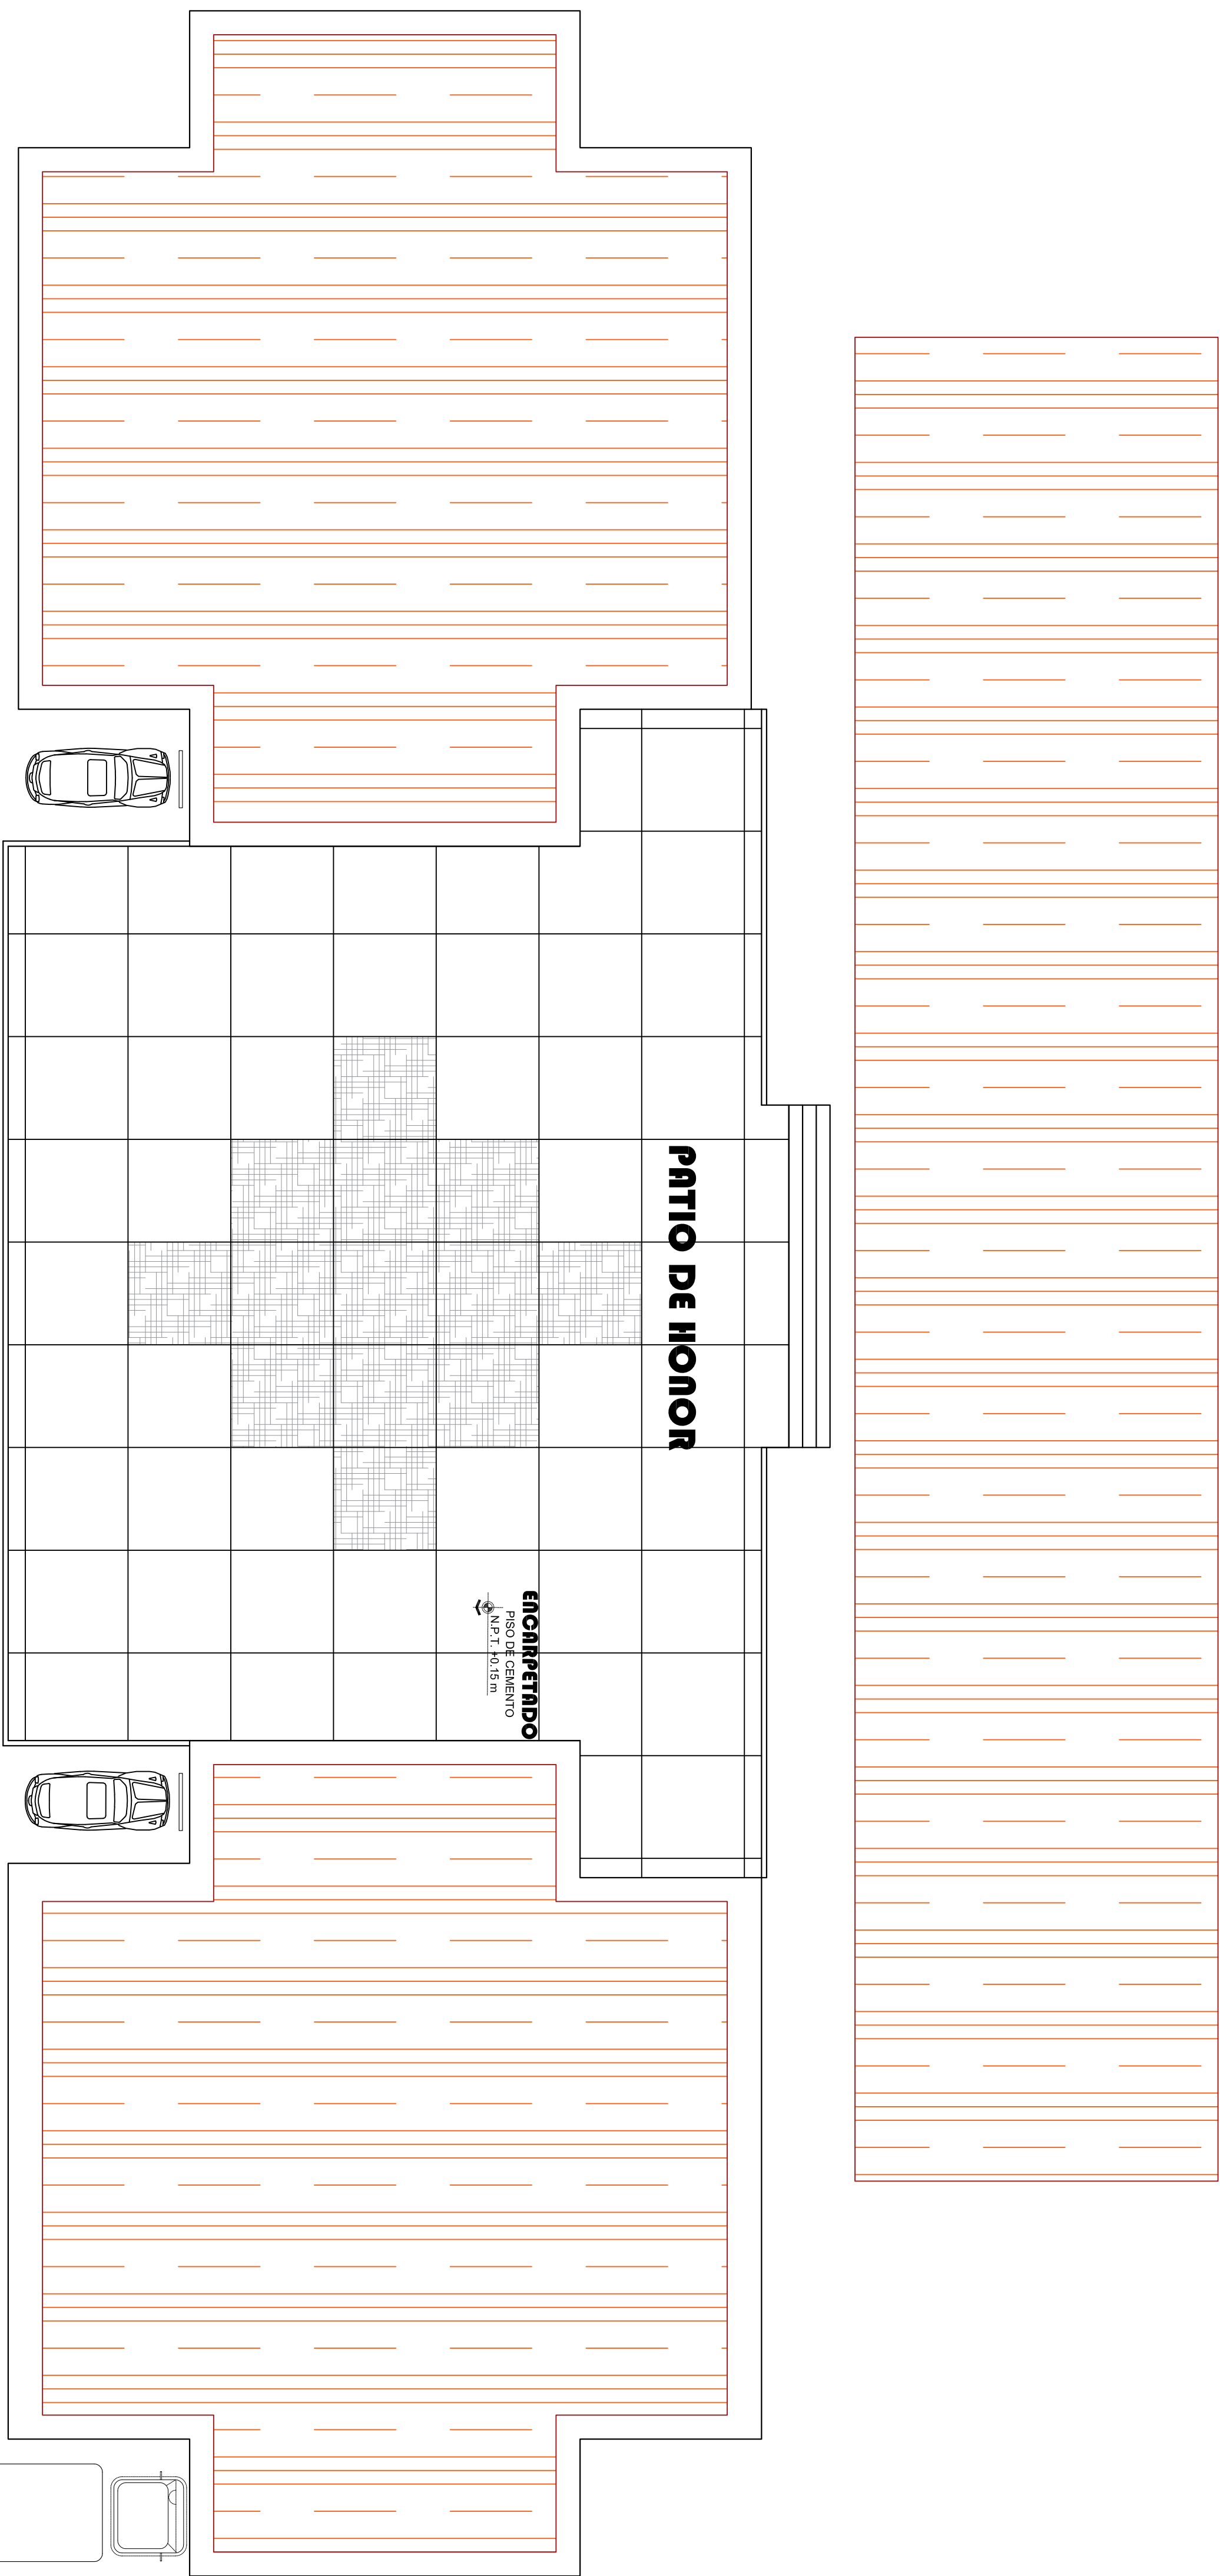 PATIO DE HONOR
ENCARPETADO
PISO DE CEMENTO
N.P.T. +0.15 m